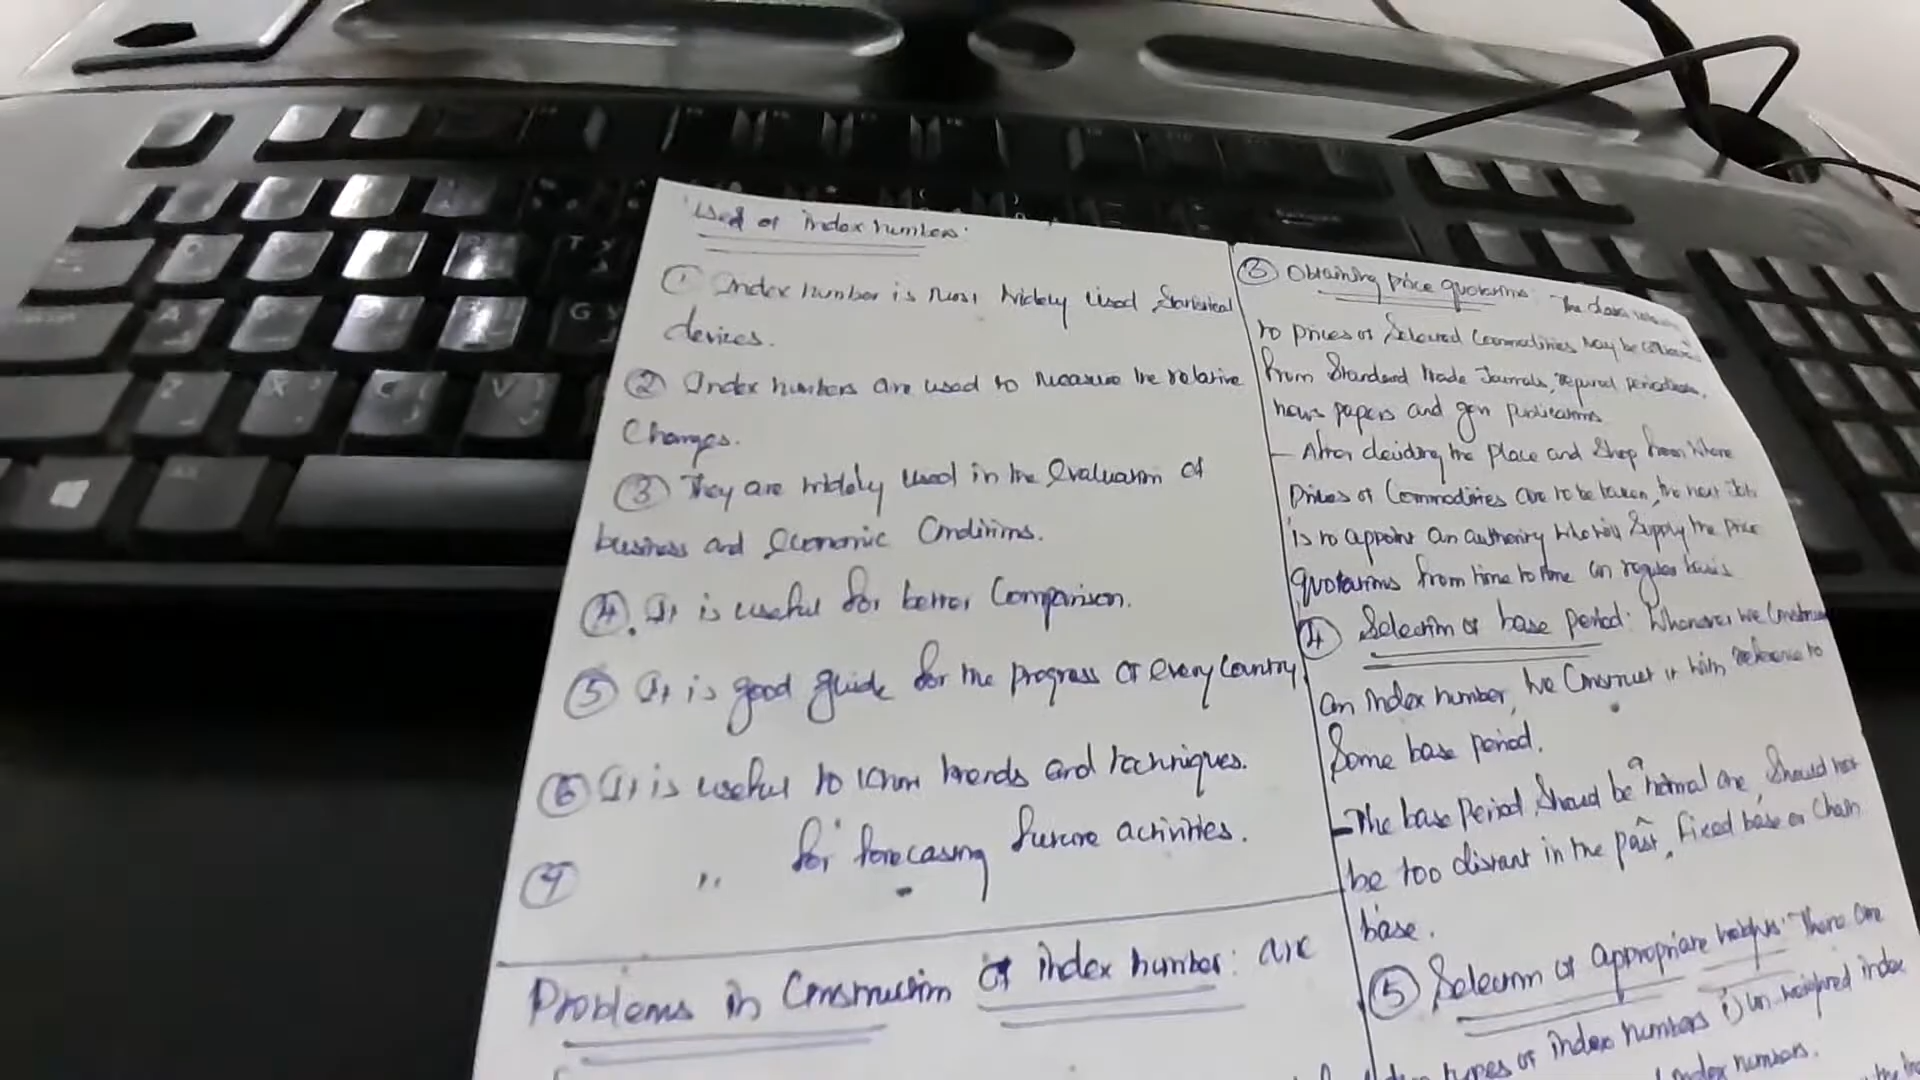 Uses of index numbers:
① Index number is most widely used statistical
devices.
② Index numbers are used to measure the relative
Changes.
③ They are widely used in the evaluation of
business and economic Conditions.
④. It is useful for better Comparison.
⑤ It is good guide for the progress of every Country
⑥ It is useful to know trends and techniques.
⑦ " for forecasting future activities.
Problems in Construction of index number: are
③ Obtaining price quotations: The data
to prices of Selected Commodities may be
from Standard trade Journals, reputed periodicals,
news papers and gov publications
- After deciding the place and Shop from where
prices of Commodities are to be taken, the next Job
is to appoint an authority who will Supply the price
quotations from time to time on regular basis
④ Selection of base period: Whenever we Construct
an index number, we Construct it with reference to
Some base period.
- The base period should be a normal one, should not
be too distant in the past, fixed base or chain
base.
⑤ Selection of appropriate weights: There are
types of index numbers i) un weighted index
index numbers.